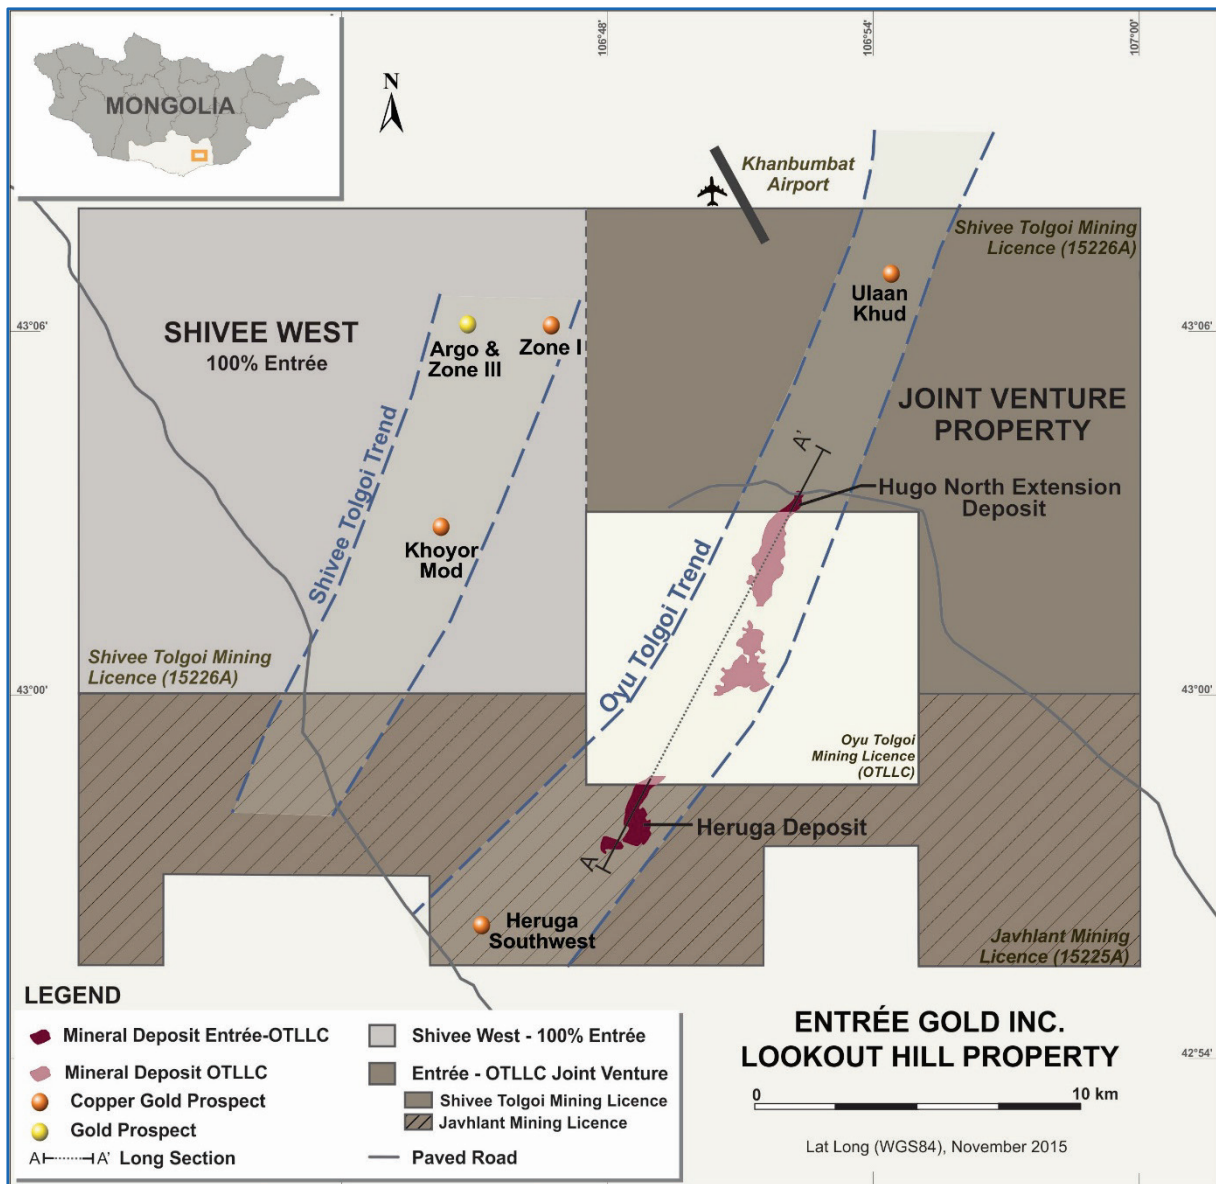 MONGOLIA
N
106°48'
106°54'
107°00'
Khanbumbat
Airport
Shivee Tolgoi Mining
Licence (15226A)
Ulaan
Khud
43°06'
43°06'
SHIVEE WEST
100% Entrée
Argo &
Zone III
Zone I
JOINT VENTURE
PROPERTY
A'
Hugo North Extension
Deposit
Shivee Tolgoi Trend
Khoyor
Mod
Oyu Tolgoi Trend
Shivee Tolgoi Mining
Licence (15226A)
43°00'
43°00'
Oyu Tolgoi
Mining Licence
(OTLLC)
Heruga Deposit
A
Heruga
Southwest
Javhlant Mining
Licence (15225A)
LEGEND
Mineral Deposit Entrée-OTLLC
Mineral Deposit OTLLC
Copper Gold Prospect
Gold Prospect
A A' Long Section
Shivee West - 100% Entrée
Entrée - OTLLC Joint Venture
Shivee Tolgoi Mining Licence
Javhlant Mining Licence
Paved Road
ENTRÉE GOLD INC.
LOOKOUT HILL PROPERTY
42°54'
0 10 km
Lat Long (WGS84), November 2015